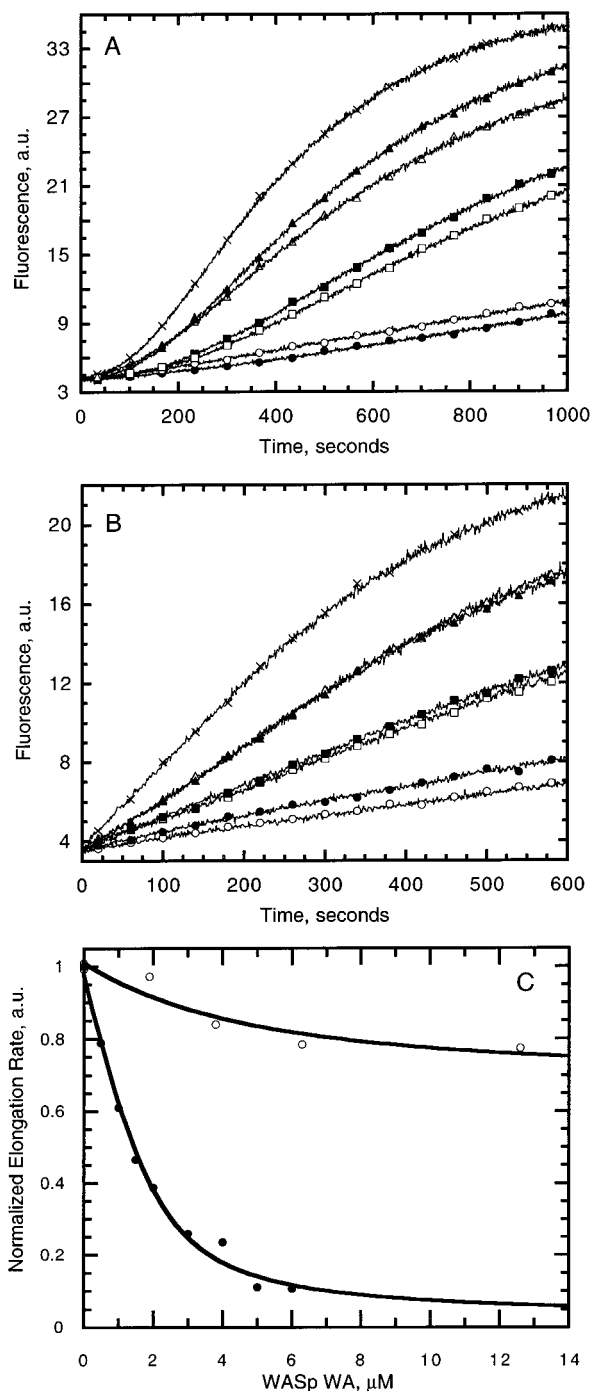 A
33
27
21
15
9
3
Fluorescence, a.u.
0 200 400 600 800 1000
Time, seconds
B
20
16
12
8
4
Fluorescence, a.u.
0 100 200 300 400 500 600
Time, seconds
C
1
0.8
0.6
0.4
0.2
0
Normalized Elongation Rate, a.u.
0 2 4 6 8 10 12 14
WASp WA, μM